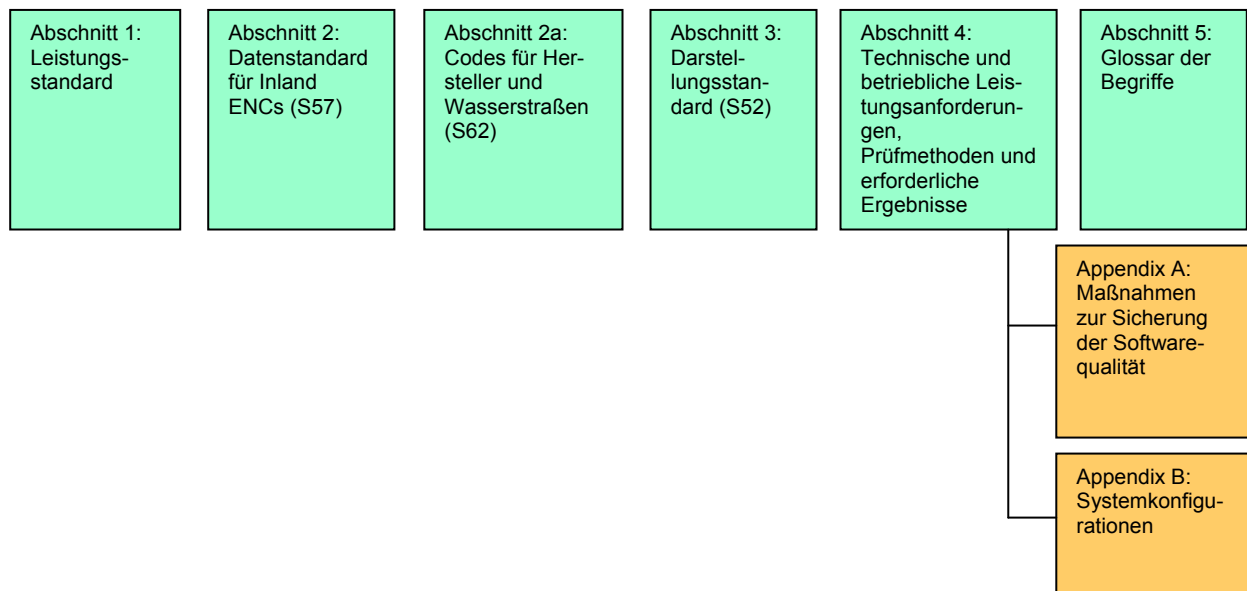 Abschnitt 1:
Leistungs-
standard
Abschnitt 2:
Datenstandard
für Inland
ENCs (S57)
Abschnitt 2a:
Codes für Her-
steller und
Wasserstraßen
(S62)
Abschnitt 3:
Darstel-
lungsstan-
dard (S52)
Abschnitt 4:
Technische und
betriebliche Leis-
tungsanforderun-
gen,
Prüfmethoden und
erforderliche
Ergebnisse
Abschnitt 5:
Glossar der
Begriffe
Appendix A:
Maßnahmen
zur Sicherung
der Software-
qualität
Appendix B:
Systemkonfigu-
rationen